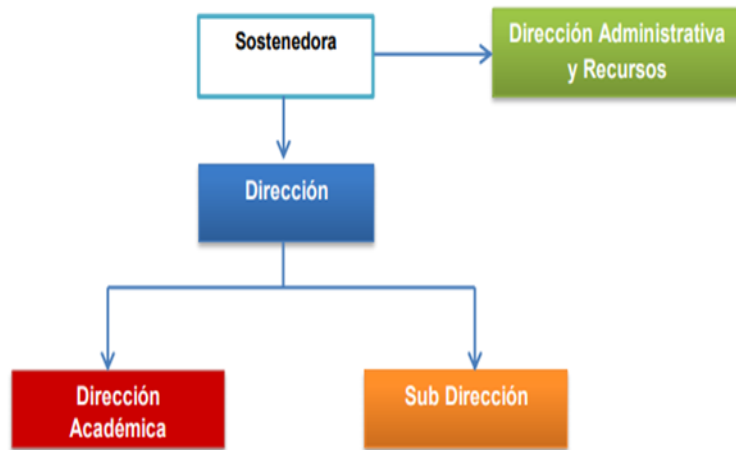 Sostenedora
Dirección Administrativa
y Recursos
Dirección
Dirección
Académica
Sub Dirección